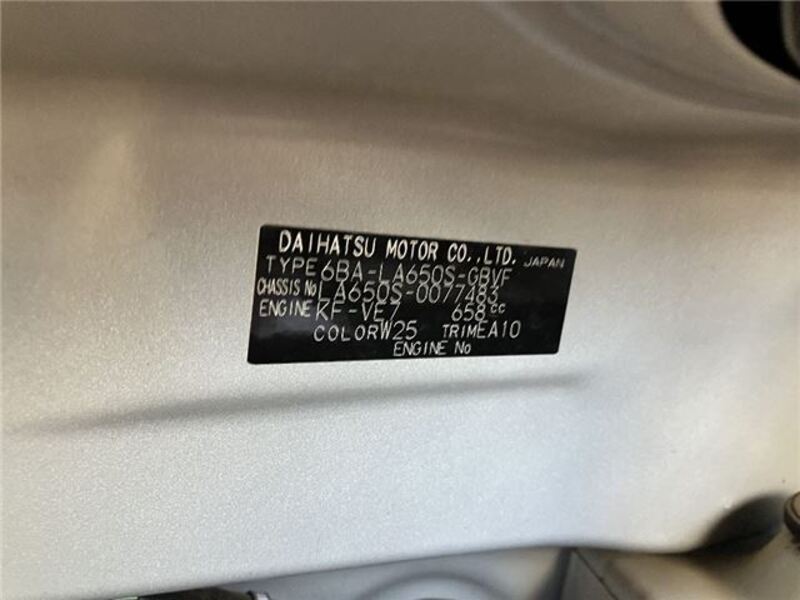 DAIHATSU MOTOR CO.,LTD. JAPAN
TYPE 6BA-LA650S-GBVF
CHASSIS No LA650S-0077483
ENGINE KF-VE7 658cc
COLOR W25 TRIM EA10
ENGINE No